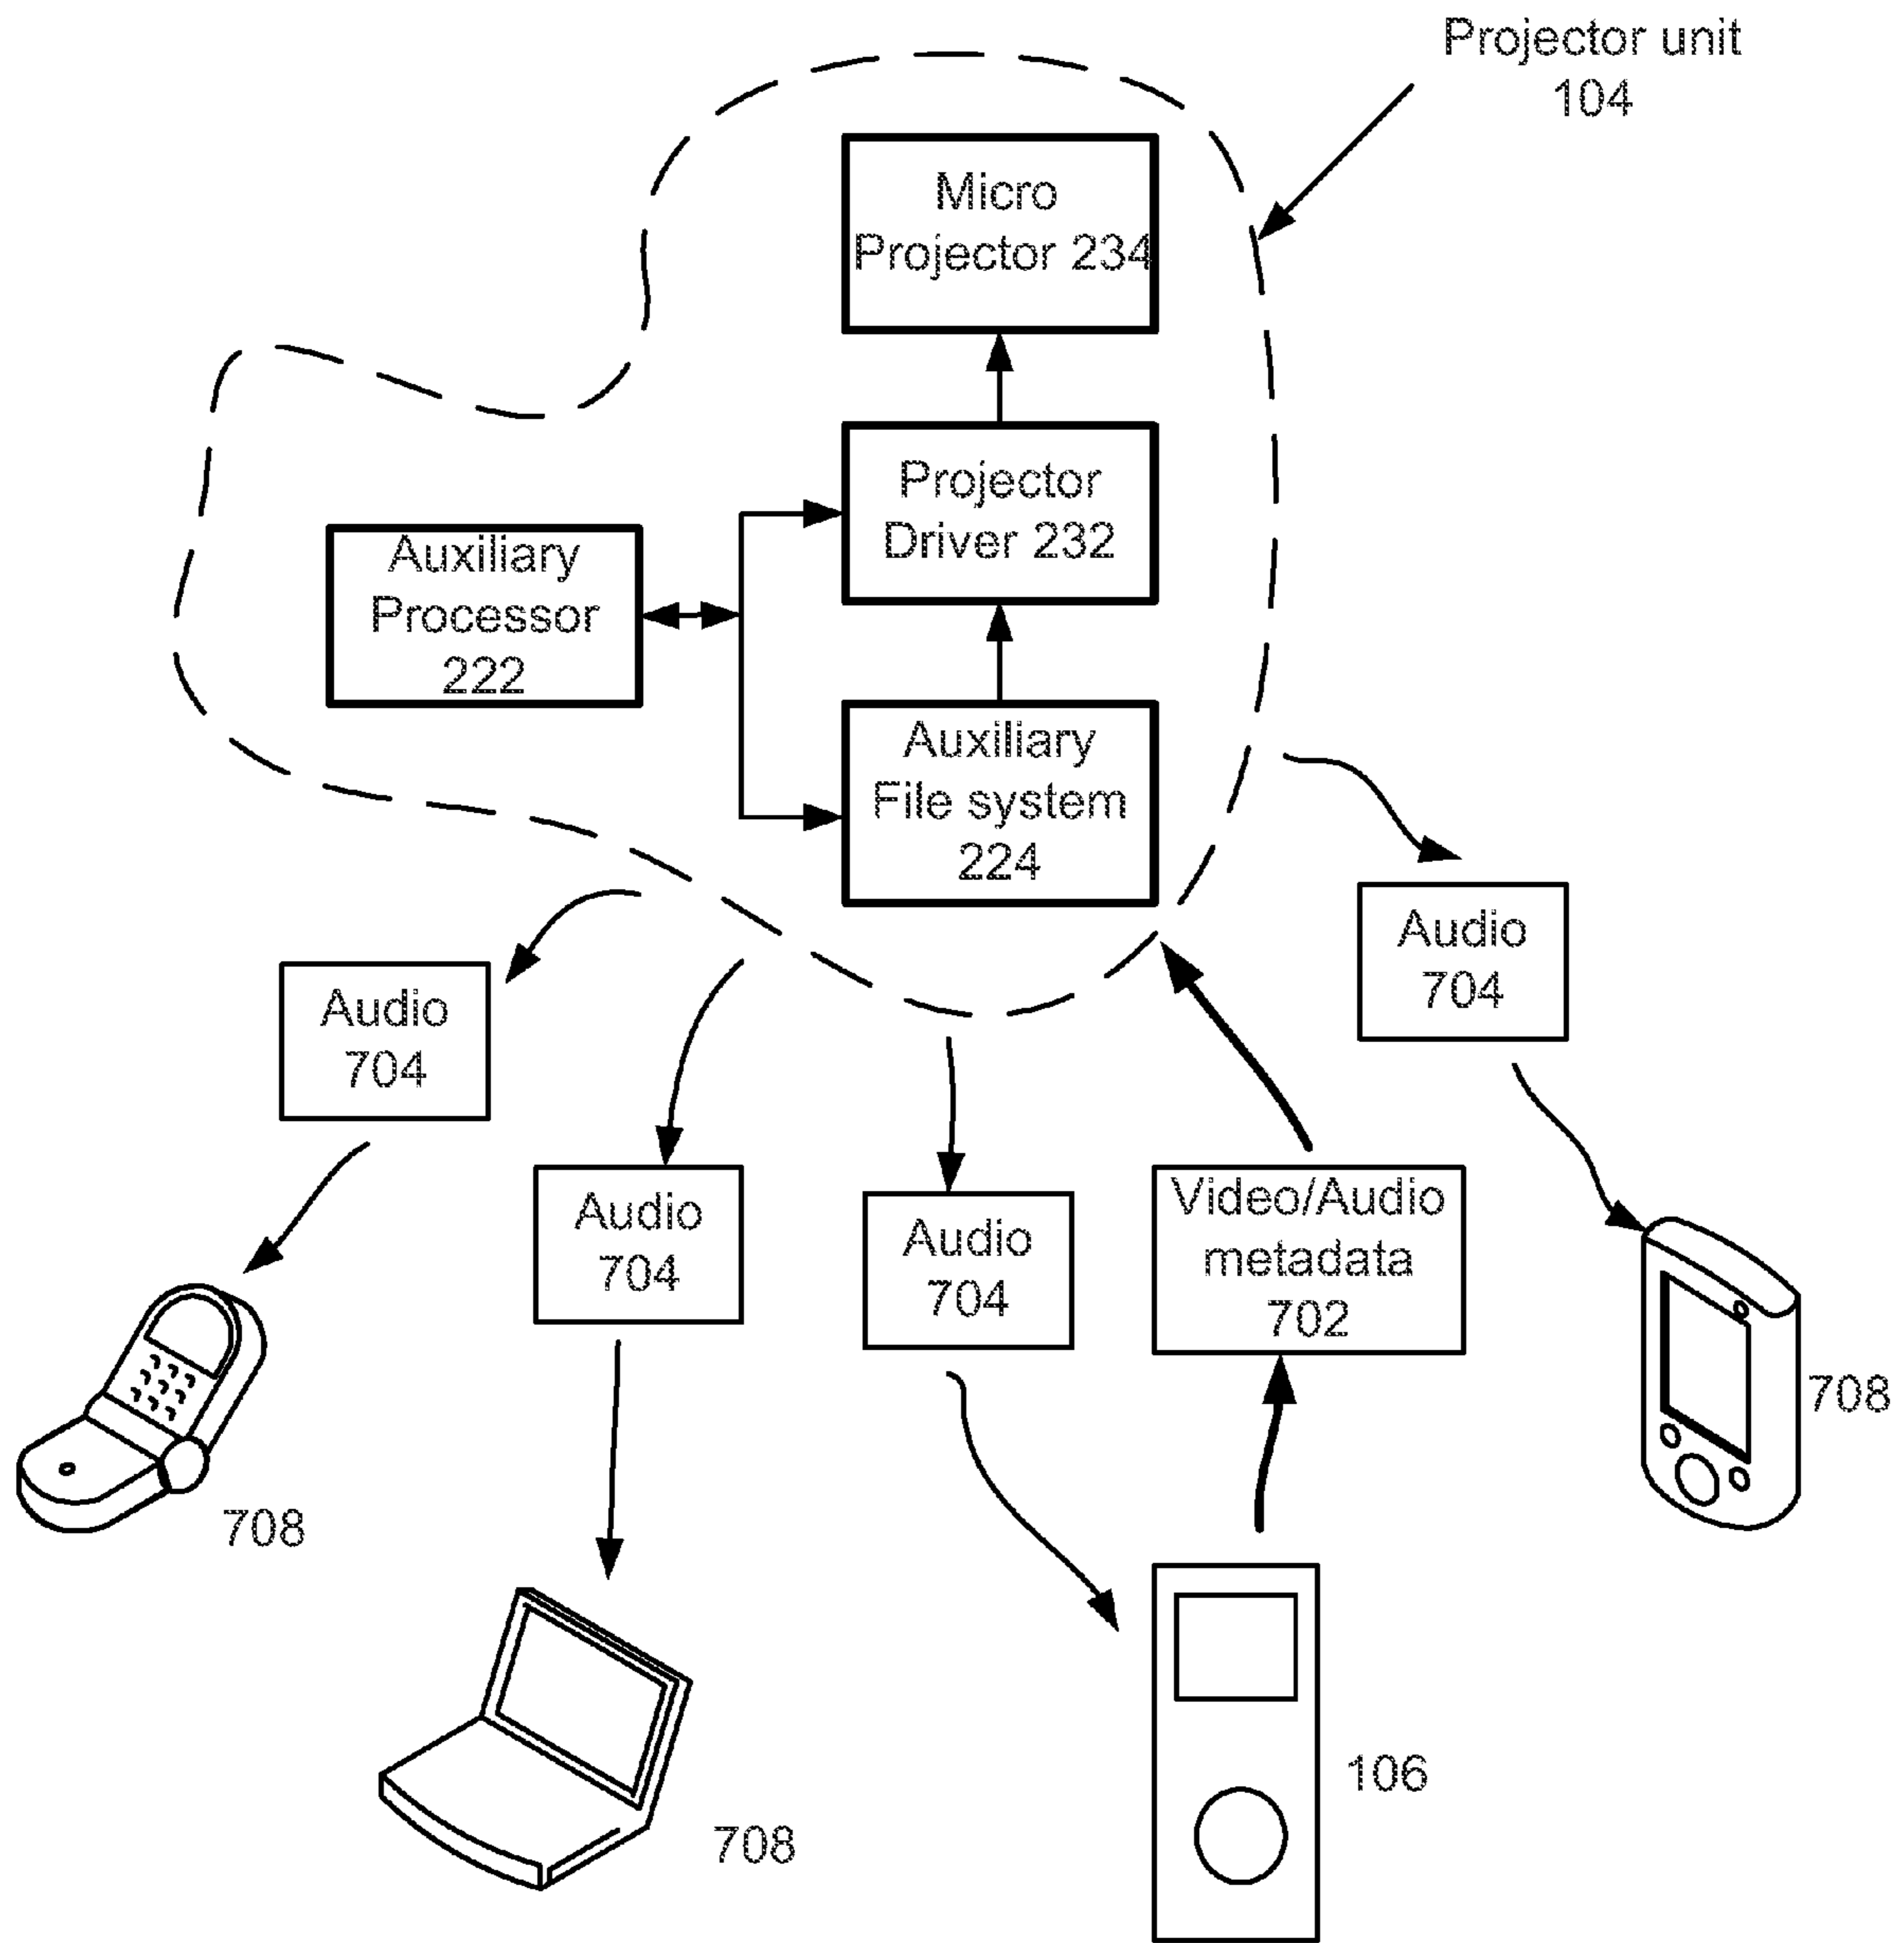 Projector unit
104
Micro
Projector 234
Projector
Driver 232
Auxiliary
Processor
222
Auxiliary
File system
224
Audio
704
Audio
704
Audio
704
Audio
704
Video/Audio
metadata
702
708
708
708
106